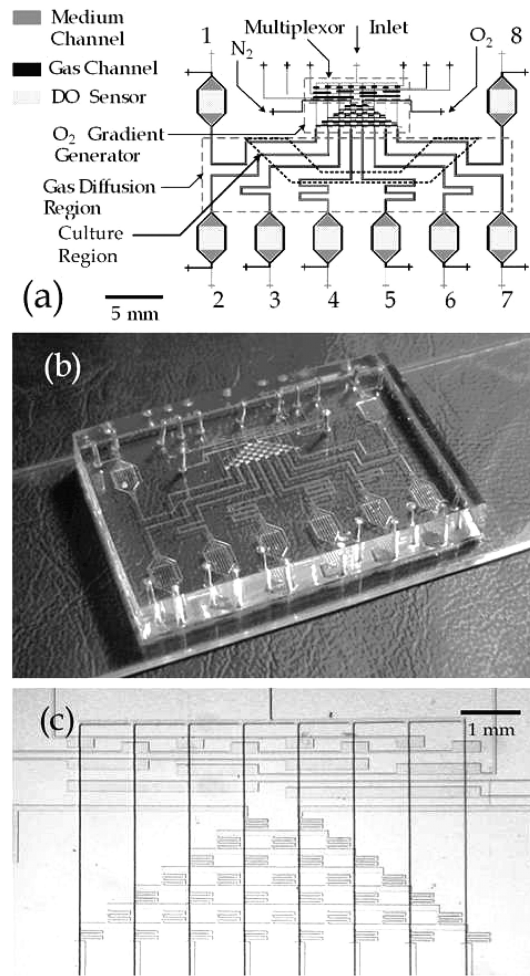 Medium
Channel
Gas Channel
DO Sensor
1
N2
Multiplexor
Inlet
O2
8
O2 Gradient
Generator
Gas Diffusion
Region
Culture
Region
(a)
5 mm
2
3
4
5
6
7
(b)
(c)
1 mm